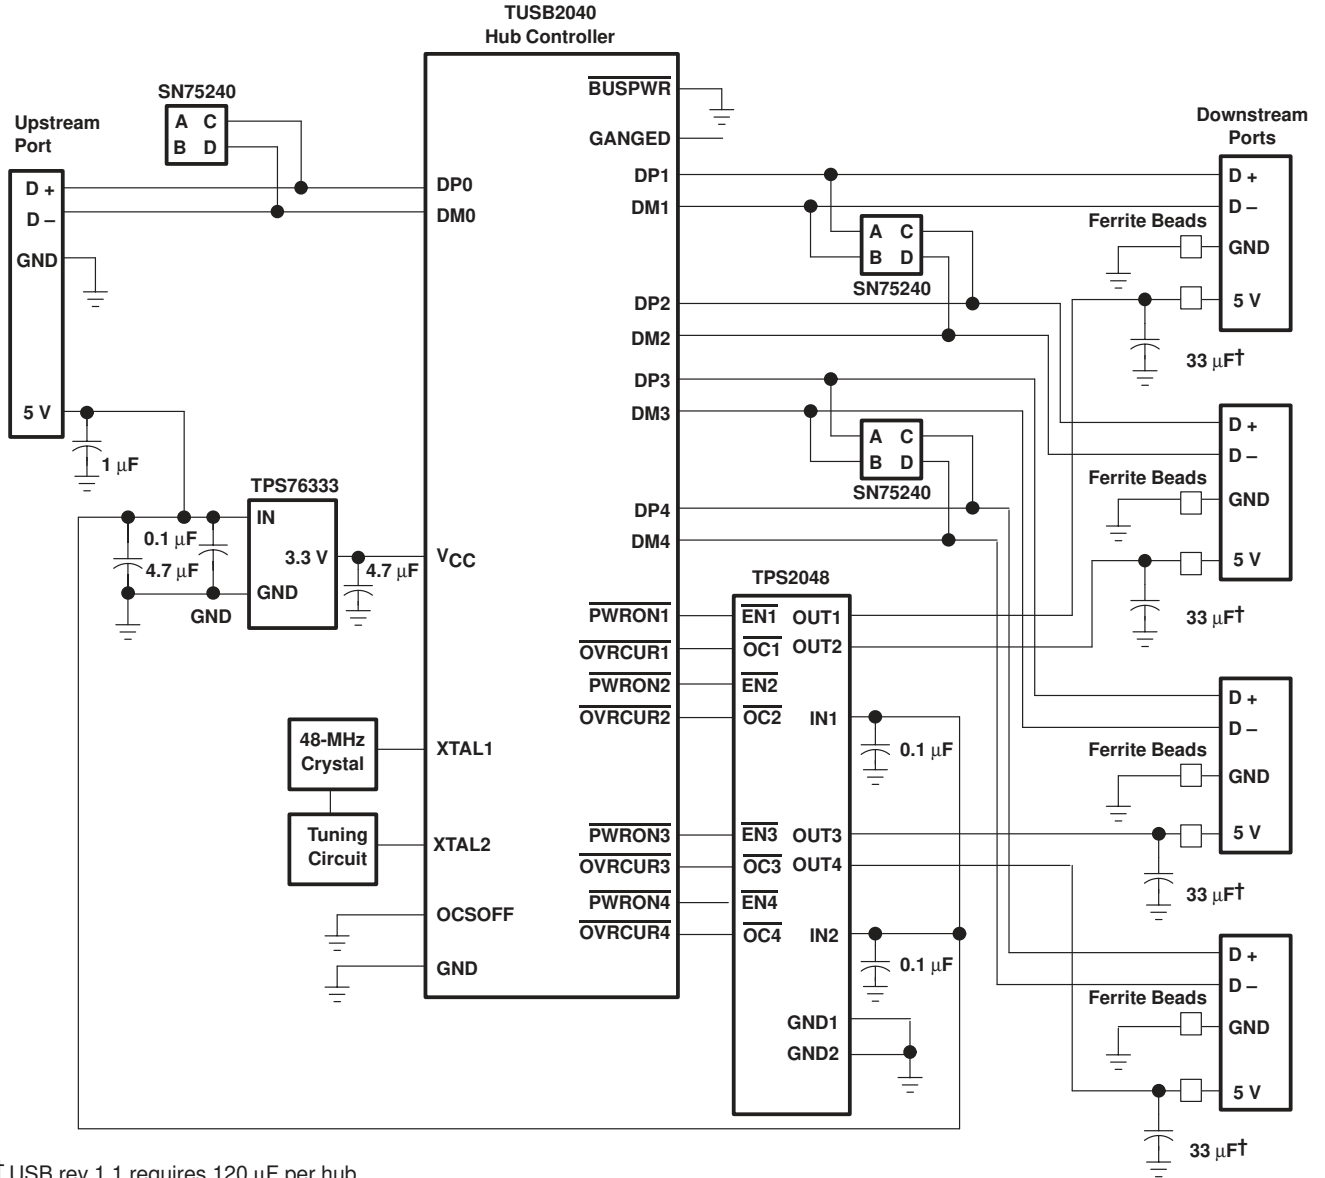 TUSB2040
Hub Controller
SN75240
A C
B D
Upstream
Port
D +
D –
GND
5 V
1 μF
TPS76333
IN
3.3 V
GND
0.1 μF
4.7 μF
GND
4.7 μF
48-MHz
Crystal
Tuning
Circuit
DP0
DM0
VCC
XTAL1
XTAL2
OCSOFF
GND
BUSPWR
GANGED
DP1
DM1
DP2
DM2
DP3
DM3
DP4
DM4
PWRON1
OVRCUR1
PWRON2
OVRCUR2
PWRON3
OVRCUR3
PWRON4
OVRCUR4
A C
B D
SN75240
A C
B D
SN75240
TPS2048
EN1 OUT1
OC1 OUT2
EN2
OC2 IN1
EN3 OUT3
OC3 OUT4
EN4
OC4 IN2
GND1
GND2
0.1 μF
0.1 μF
Downstream
Ports
D +
D –
Ferrite Beads
GND
5 V
33 μF†
D +
D –
Ferrite Beads
GND
5 V
33 μF†
D +
D –
Ferrite Beads
GND
5 V
33 μF†
D +
D –
Ferrite Beads
GND
5 V
33 μF†
† USB rev 1.1 requires 120 μF per hub.